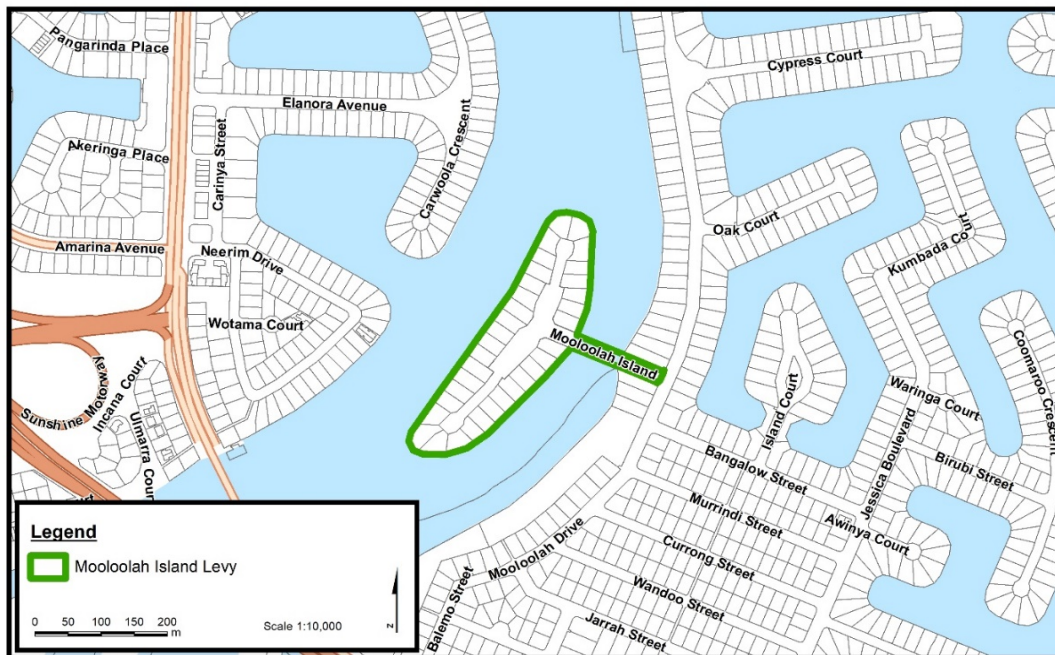 Pangarinda Place
Cypress Court
Elanora Avenue
Carwoola Crescent
Akeringa Place
Carinya Street
Oak Court
Kumbada Court
Amarina Avenue
Neerim Drive
Wotama Court
Mooloolah Island
Coomaroo Crescent
Sunshine Motorway
Incana Court
Ulmarra Court
Island Court
Waringa Court
Jessica Boulevard
Birubi Street
Bangalow Street
Awinya Court
Murrindi Street
Currong Street
Mooloolah Drive
Wandoo Street
Balemo Street
Jarrah Street
Legend
Mooloolah Island Levy
0 50 100 150 200
m
Scale 1:10,000
N